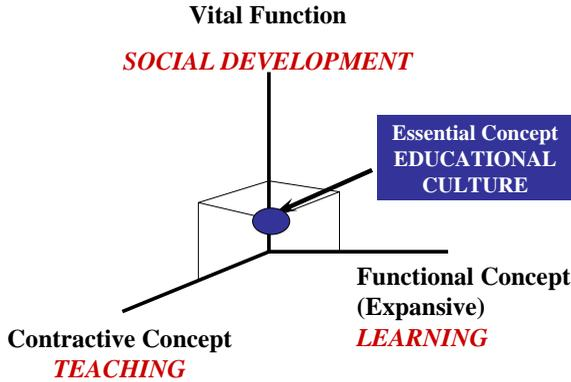 Vital Function
SOCIAL DEVELOPMENT
Essential Concept
EDUCATIONAL
CULTURE
Functional Concept
(Expansive)
LEARNING
Contractive Concept
TEACHING